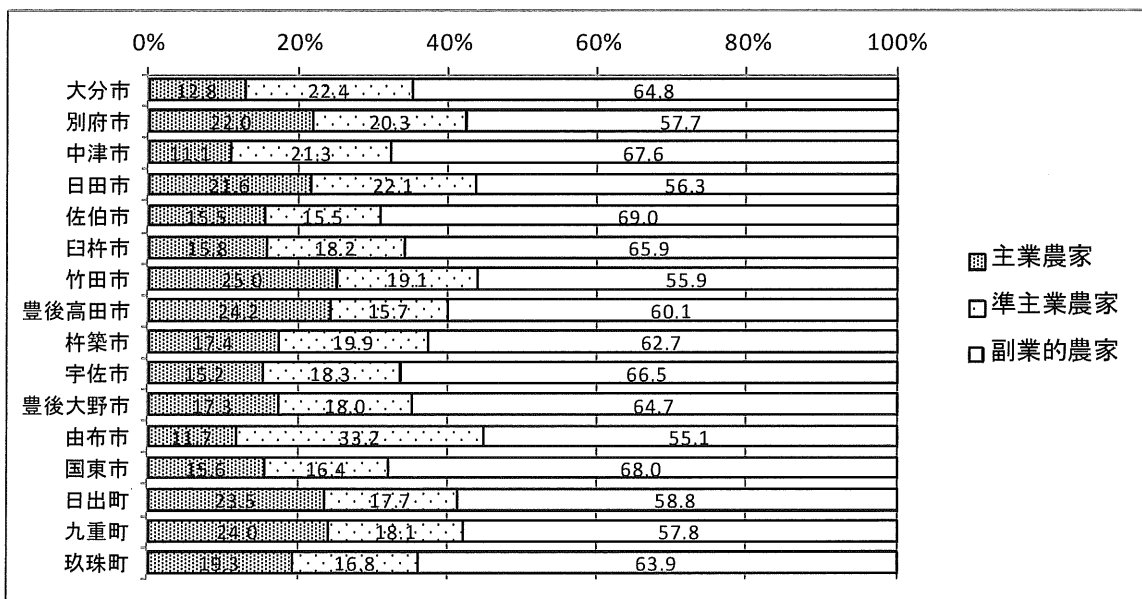 0% 20% 40% 60% 80% 100%
大分市 12.8 22.4 64.8
別府市 22.0 20.3 57.7
中津市 11.1 21.3 67.6
日田市 21.6 22.1 56.3
佐伯市 15.5 15.5 69.0
臼杵市 15.8 18.2 65.9
竹田市 25.0 19.1 55.9
豊後高田市 24.2 15.7 60.1
杵築市 17.4 19.9 62.7
宇佐市 15.2 18.3 66.5
豊後大野市 17.3 18.0 64.7
由布市 11.7 33.2 55.1
国東市 15.6 16.4 68.0
日出町 23.5 17.7 58.8
九重町 24.0 18.1 57.8
玖珠町 19.3 16.8 63.9
主業農家
準主業農家
副業的農家